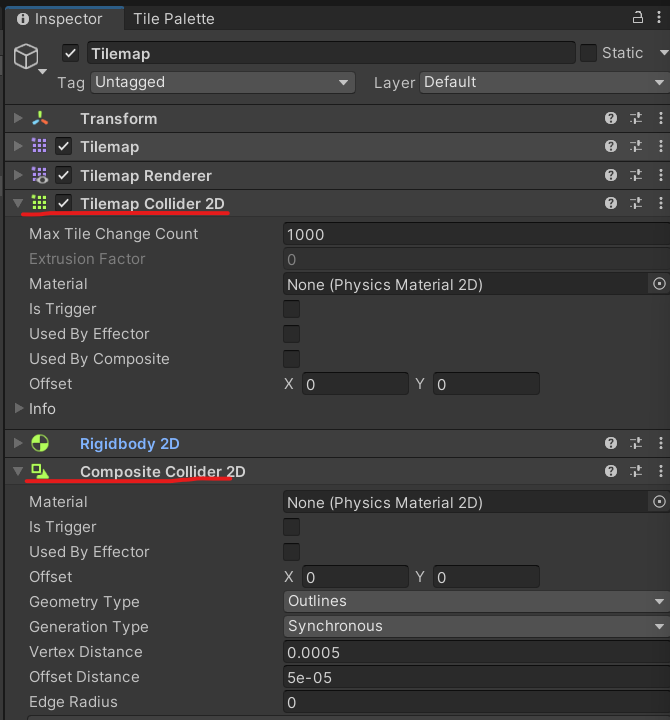 Inspector Tile Palette
Tilemap Static
Tag Untagged Layer Default
Transform
Tilemap
Tilemap Renderer
Tilemap Collider 2D
Max Tile Change Count 1000
Extrusion Factor 0
Material None (Physics Material 2D)
Is Trigger
Used By Effector
Used By Composite
Offset X 0 Y 0
Info
Rigidbody 2D
Composite Collider 2D
Material None (Physics Material 2D)
Is Trigger
Used By Effector
Offset X 0 Y 0
Geometry Type Outlines
Generation Type Synchronous
Vertex Distance 0.0005
Offset Distance 5e-05
Edge Radius 0